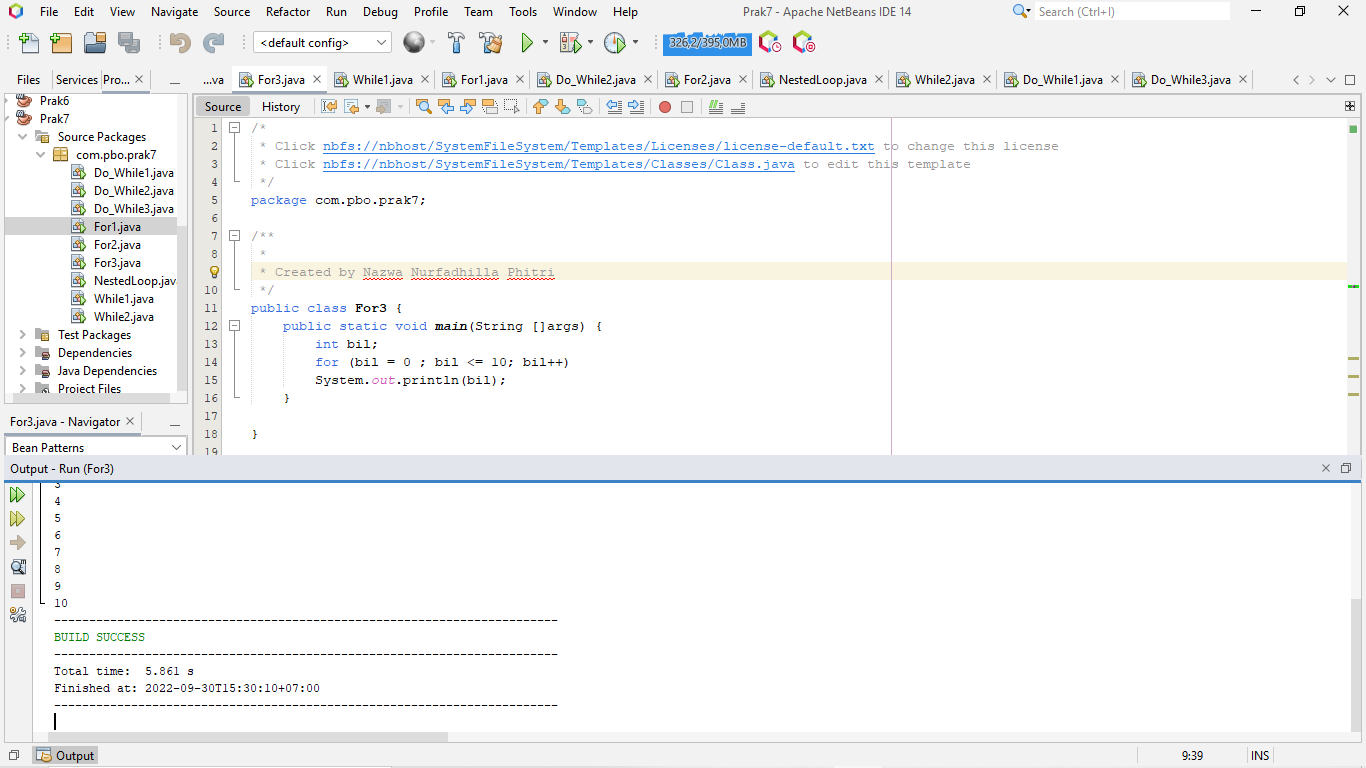 File Edit View Navigate Source Refactor Run Debug Profile Team Tools Window Help Prak7 - Apache NetBeans IDE 14 Search (Ctrl+I)
<default config> 326,2/395,0MB
Files Services Pro... ...va For3.java While1.java For1.java Do_While2.java For2.java NestedLoop.java While2.java Do_While1.java Do_While3.java
Prak6
Prak7
Source Packages
com.pbo.prak7
Do_While1.java
Do_While2.java
Do_While3.java
For1.java
For2.java
For3.java
NestedLoop.java
While1.java
While2.java
Test Packages
Dependencies
Java Dependencies
Project Files
For3.java - Navigator
Bean Patterns
Source History
1 /*
2 * Click nbfs://nbhost/SystemFileSystem/Templates/Licenses/license-default.txt to change this license
3 * Click nbfs://nbhost/SystemFileSystem/Templates/Classes/Class.java to edit this template
4 */
5 package com.pbo.prak7;
6
7 /**
8 *
* Created by Nazwa Nurfadhilla Phitri
10 */
11 public class For3 {
12 public static void main(String []args) {
13 int bil;
14 for (bil = 0 ; bil <= 10; bil++)
15 System.out.println(bil);
16 }
17
18 }
19
Output - Run (For3)
3
4
5
6
7
8
9
10
------------------------------------------------------------------------
BUILD SUCCESS
------------------------------------------------------------------------
Total time:  5.861 s
Finished at: 2022-09-30T15:30:10+07:00
------------------------------------------------------------------------
Output 9:39 INS